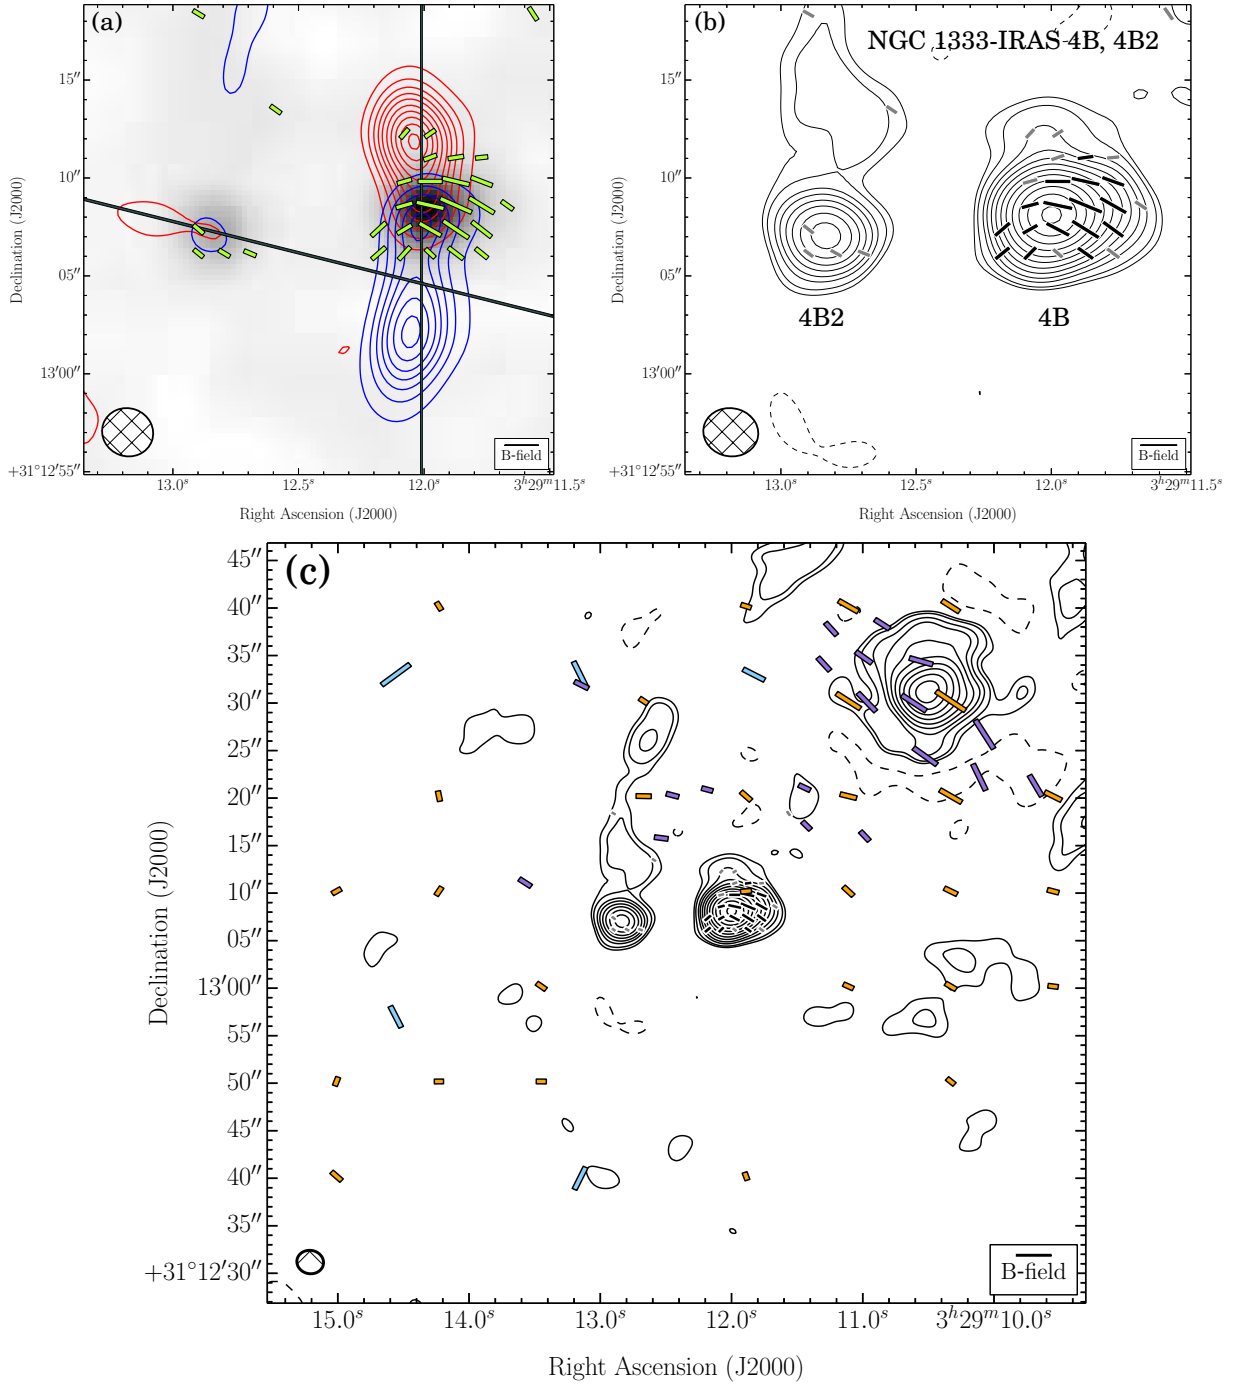 (a)
15″
10″
05″
13′00″
+31°12′55″
13.0ˢ
12.5ˢ
12.0ˢ
3ʰ29ᵐ11.5ˢ
Declination (J2000)
Right Ascension (J2000)
B-field
(b)
NGC 1333-IRAS 4B, 4B2
15″
10″
05″
13′00″
+31°12′55″
4B2
4B
13.0ˢ
12.5ˢ
12.0ˢ
3ʰ29ᵐ11.5ˢ
Declination (J2000)
Right Ascension (J2000)
B-field
(c)
45″
40″
35″
30″
25″
20″
15″
10″
05″
13′00″
55″
50″
45″
40″
35″
+31°12′30″
Declination (J2000)
B-field
15.0ˢ
14.0ˢ
13.0ˢ
12.0ˢ
11.0ˢ
3ʰ29ᵐ10.0ˢ
Right Ascension (J2000)